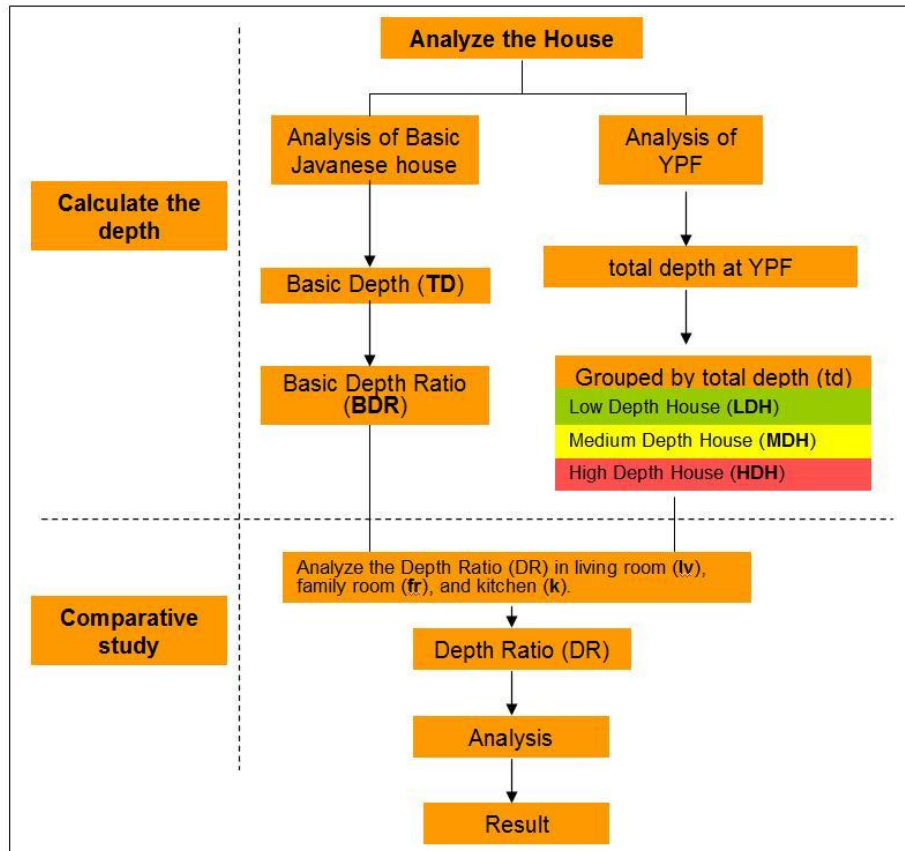 Analyze the House
Analysis of Basic
Javanese house
Analysis of
YPF
Calculate the
depth
total depth at YPF
Basic Depth (TD)
Basic Depth Ratio
(BDR)
Grouped by total depth (td)
Low Depth House (LDH)
Medium Depth House (MDH)
High Depth House (HDH)
Analyze the Depth Ratio (DR) in living room (lv),
family room (fr), and kitchen (k).
Comparative
study
Depth Ratio (DR)
Analysis
Result